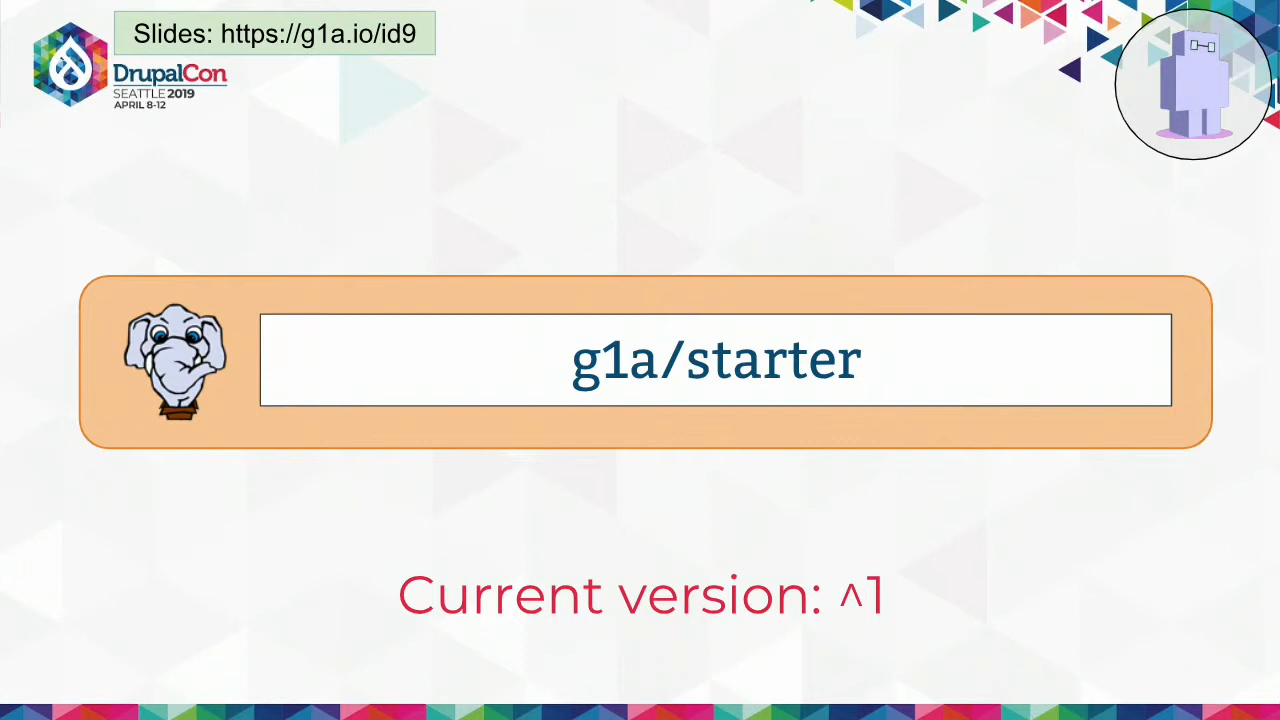 Slides: https://g1a.io/id9
DrupalCon
SEATTLE 2019
APRIL 8-12
g1a/starter
Current version: ^1